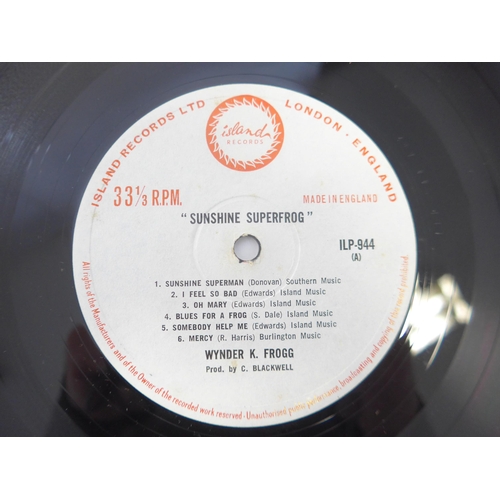 ISLAND RECORDS LTD
LONDON - ENGLAND
island
RECORDS
33⅓ R.P.M.
MADE IN ENGLAND
"SUNSHINE SUPERFROG"
ILP-944
(A)
1. SUNSHINE SUPERMAN (Donovan) Southern Music
2. I FEEL SO BAD (Edwards) Island Music
3. OH MARY (Edwards) Island Music
4. BLUES FOR A FROG (S. Dale) Island Music
5. SOMEBODY HELP ME (Edwards) Island Music
6. MERCY (R. Harris) Burlington Music
WYNDER K. FROGG
Prod. by C. BLACKWELL
All rights of the Manufacturers and of the Owner of the recorded work reserved - Unauthorised public performance, broadcasting and copying of this record prohibited.